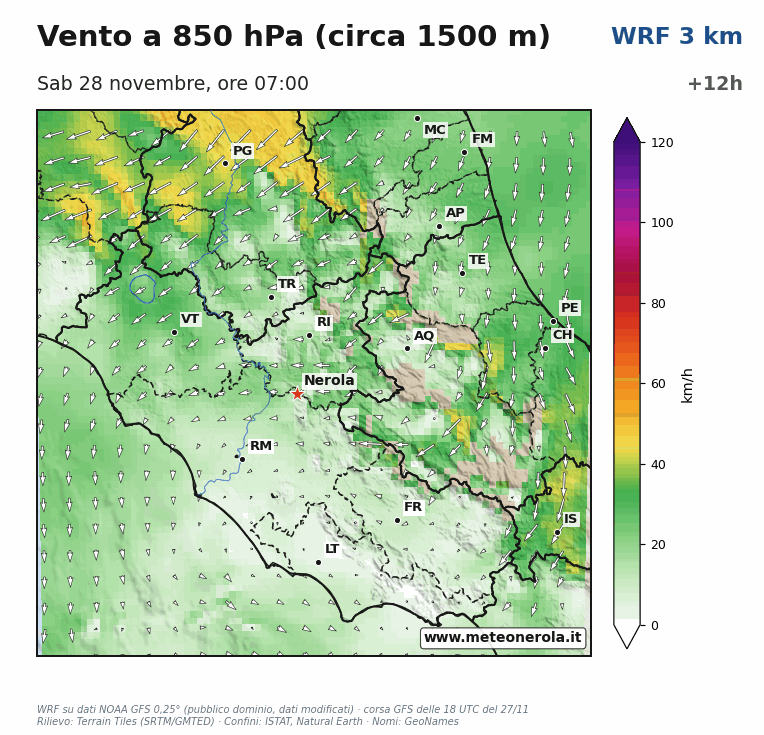 Vento a 850 hPa (circa 1500 m)
WRF 3 km
Sab 28 novembre, ore 07:00
+12h
MC
FM
PG
AP
TE
TR
PE
VT
RI
AQ
CH
Nerola
RM
FR
IS
LT
www.meteonerola.it
120
100
80
60
40
20
0
km/h
WRF su dati NOAA GFS 0,25° (pubblico dominio, dati modificati) · corsa GFS delle 18 UTC del 27/11
Rilievo: Terrain Tiles (SRTM/GMTED) · Confini: ISTAT, Natural Earth · Nomi: GeoNames